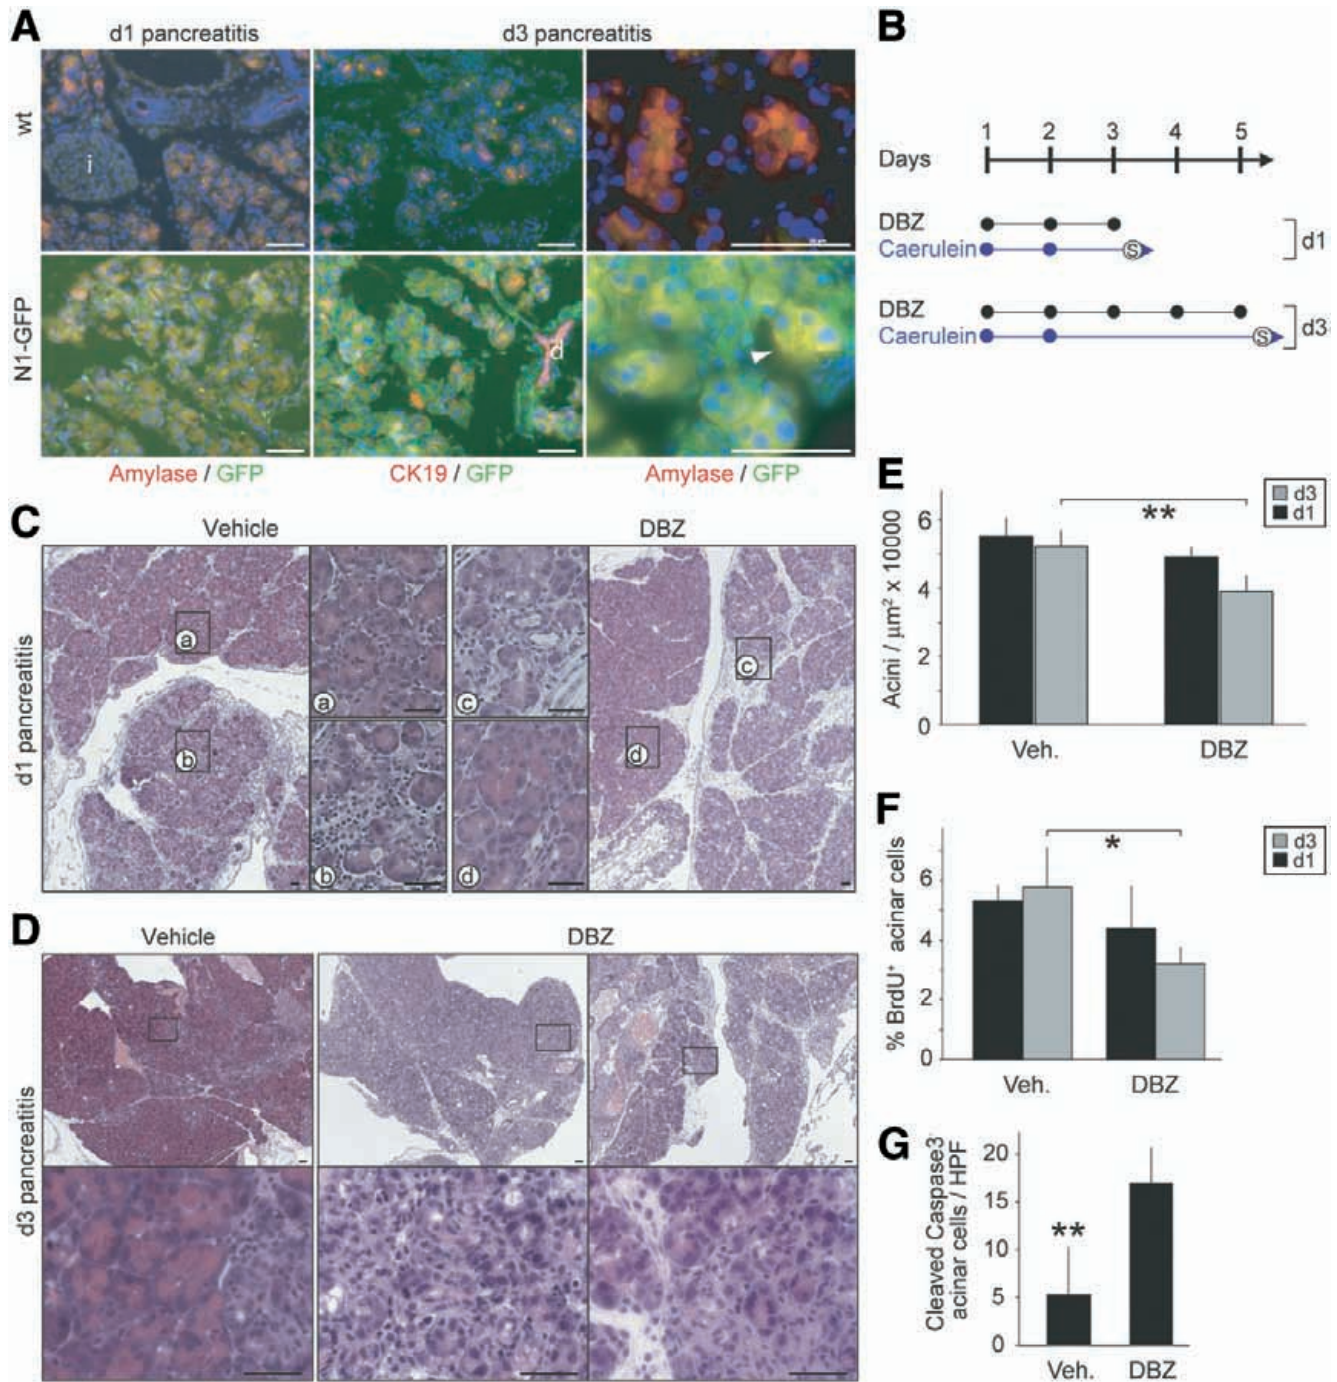 A
d1 pancreatitis
d3 pancreatitis
wt
i
N1-GFP
d
Amylase / GFP
CK19 / GFP
Amylase / GFP
B
1 2 3 4 5
Days
DBZ
Caerulein
S
d1
DBZ
Caerulein
S
d3
C
Vehicle
DBZ
d1 pancreatitis
a
b
a
b
c
d
c
d
D
Vehicle
DBZ
d3 pancreatitis
E
d3
d1
**
Acini / µm² x 10000
6
4
2
0
Veh.
DBZ
F
d3
d1
*
% BrdU⁺ acinar cells
6
4
2
0
Veh.
DBZ
G
Cleaved Caspase3
acinar cells / HPF
20
15
10
5
0
**
Veh.
DBZ